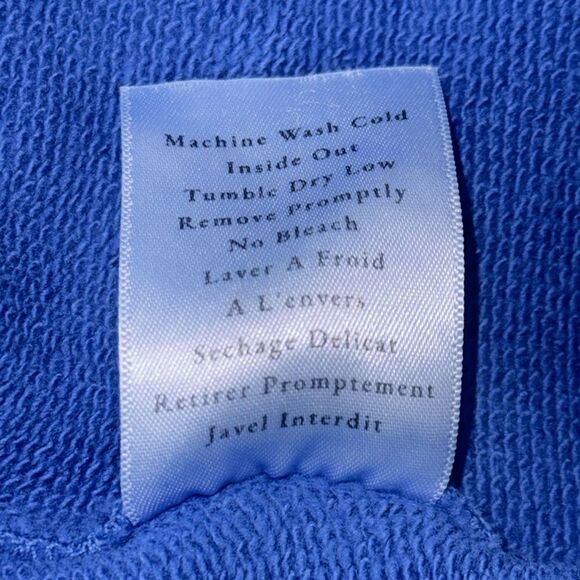 Machine Wash Cold
Inside Out
Tumble Dry Low
Remove Promptly
No Bleach
Laver A Froid
A L'envers
Sechage Delicat
Retirer Promptement
Javel Interdit